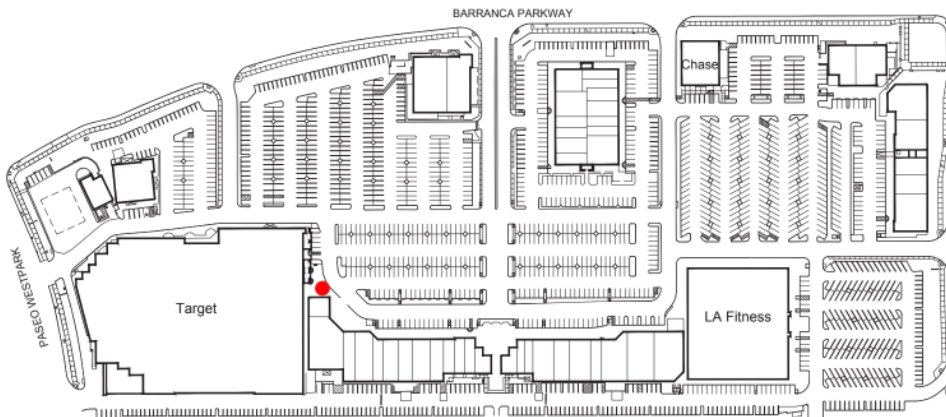 BARRANCA PARKWAY
Chase
PASEO WESTPARK
Target
LA Fitness